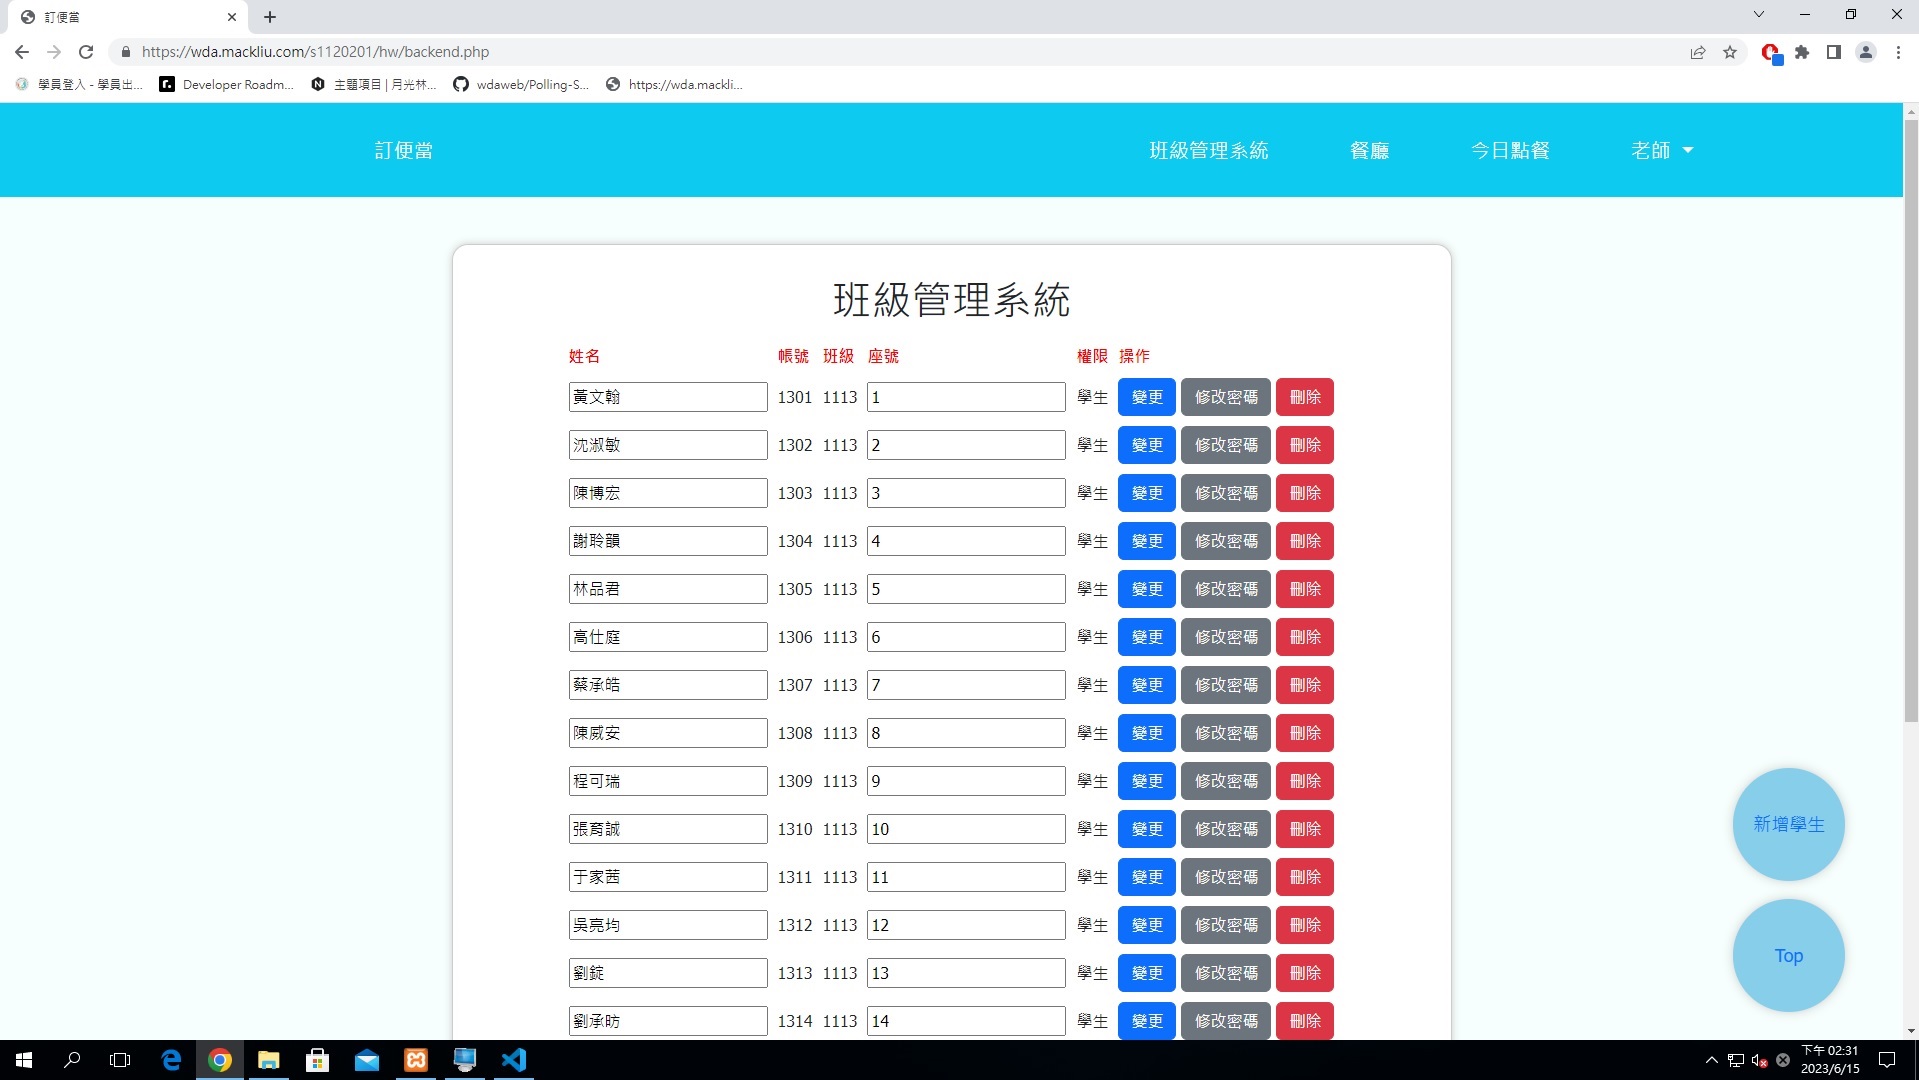 訂便當
https://wda.mackliu.com/s1120201/hw/backend.php
學員登入 - 學員出... Developer Roadm... 主題項目 | 月光林... wdaweb/Polling-S... https://wda.mackli...
訂便當 班級管理系統 餐廳 今日點餐 老師
班級管理系統
姓名 帳號 班級 座號 權限 操作
黃文翰 1301 1113 1 學生 變更 修改密碼 刪除
沈淑敏 1302 1113 2 學生 變更 修改密碼 刪除
陳博宏 1303 1113 3 學生 變更 修改密碼 刪除
謝聆韻 1304 1113 4 學生 變更 修改密碼 刪除
林品君 1305 1113 5 學生 變更 修改密碼 刪除
高仕庭 1306 1113 6 學生 變更 修改密碼 刪除
蔡承皓 1307 1113 7 學生 變更 修改密碼 刪除
陳威安 1308 1113 8 學生 變更 修改密碼 刪除
程可瑞 1309 1113 9 學生 變更 修改密碼 刪除
張育誠 1310 1113 10 學生 變更 修改密碼 刪除
于家茜 1311 1113 11 學生 變更 修改密碼 刪除
吳亮均 1312 1113 12 學生 變更 修改密碼 刪除
劉錠 1313 1113 13 學生 變更 修改密碼 刪除
劉承昉 1314 1113 14 學生 變更 修改密碼 刪除
新增學生
Top
下午 02:31
2023/6/15